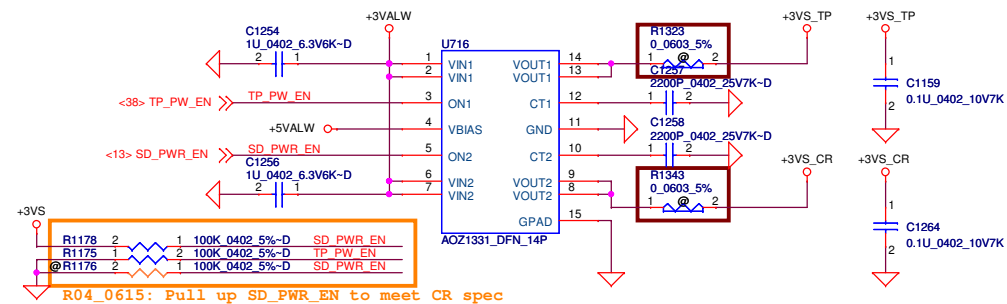 +3VALW
+3VS_TP
+3VS_TP
C1254
1U_0402_6.3V6K~D
2 1
U716
R1323
0_0603_5%
1 @ 2
1 VIN1 VOUT1 14
2 VIN1 VOUT1 13
C1257
2200P_0402_25V7K~D
1 2
1
C1159
0.1U_0402_10V7K
2
<38> TP_PW_EN TP_PW_EN 3 ON1 CT1 12
+5VALW 4 VBIAS GND 11
C1258
2200P_0402_25V7K~D
1 2
<13> SD_PWR_EN SD_PWR_EN 5 ON2 CT2 10
C1256
1U_0402_6.3V6K~D
2 1
+3VS_CR
+3VS_CR
6 VIN2 VOUT2 9
7 VIN2 VOUT2 8
R1343
0_0603_5%
1 @ 2
GPAD 15
AOZ1331_DFN_14P
1
C1264
0.1U_0402_10V7K
2
+3VS
R1178 2 1 100K_0402_5%~D SD_PWR_EN
R1175 1 2 100K_0402_5%~D TP_PW_EN
@R1176 2 1 100K_0402_5%~D SD_PWR_EN
R04_0615: Pull up SD_PWR_EN to meet CR spec